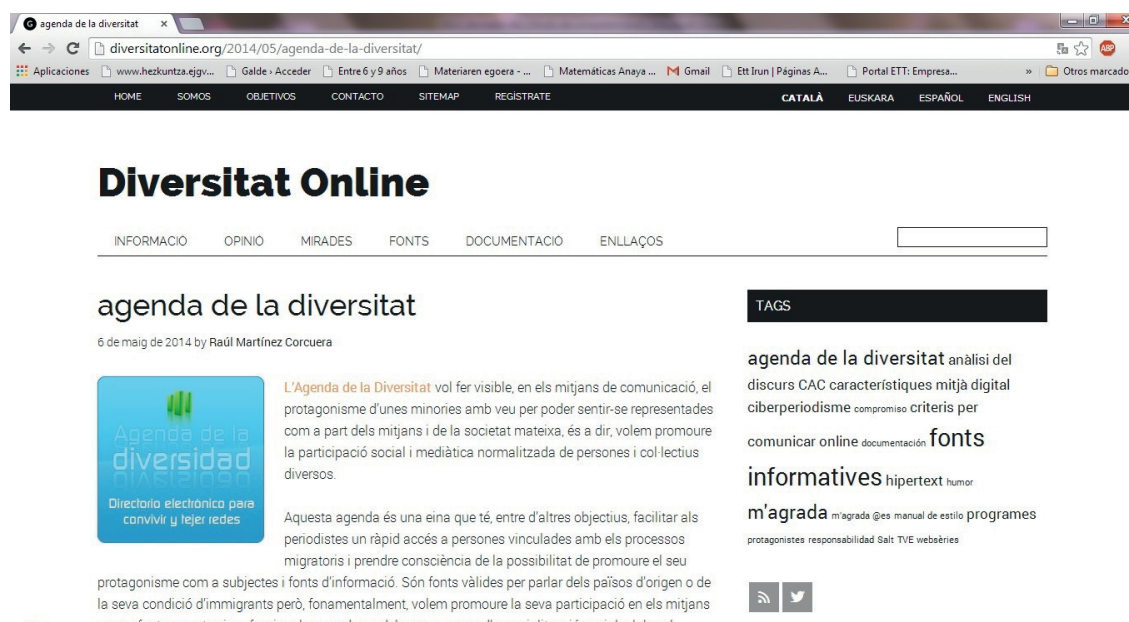 agenda de la diversitat
diversitatonline.org/2014/05/agenda-de-la-diversitat/
Aplicaciones www.hezkuntza.ejgv... Galde › Acceder Entre 6 y 9 años Materiaren egoera - ... Matemáticas Anaya ... Gmail Ett Irun | Páginas A... Portal ETT: Empresa... » Otros marcado
HOME SOMOS OBJETIVOS CONTACTO SITEMAP REGÍSTRATE CATALÀ EUSKARA ESPAÑOL ENGLISH
Diversitat Online
INFORMACIÓ OPINIÓ MIRADES FONTS DOCUMENTACIÓ ENLLAÇOS
agenda de la diversitat
6 de maig de 2014 by Raúl Martínez Corcuera
Agenda de la
diversidad
Directorio electrónico para
convivir y tejer redes
L'Agenda de la Diversitat vol fer visible, en els mitjans de comunicació, el
protagonisme d'unes minories amb veu per poder sentir-se representades
com a part dels mitjans i de la societat mateixa, és a dir, volem promoure
la participació social i mediàtica normalitzada de persones i col·lectius
diversos.
Aquesta agenda és una eina que té, entre d'altres objectius, facilitar als
periodistes un ràpid accés a persones vinculades amb els processos
migratoris i prendre consciència de la possibilitat de promoure el seu
protagonisme com a subjectes i fonts d'informació. Són fonts vàlides per parlar dels països d'origen o de
la seva condició d'immigrants però, fonamentalment, volem promoure la seva participació en els mitjans
TAGS
agenda de la diversitat anàlisi del
discurs CAC característiques mitjà digital
ciberperiodisme compromiso criteris per
comunicar online documentación fonts
informatives hipertext humor
m'agrada m'agrada @es manual de estilo programes
protagonistes responsabilidad Salt TVE websèries